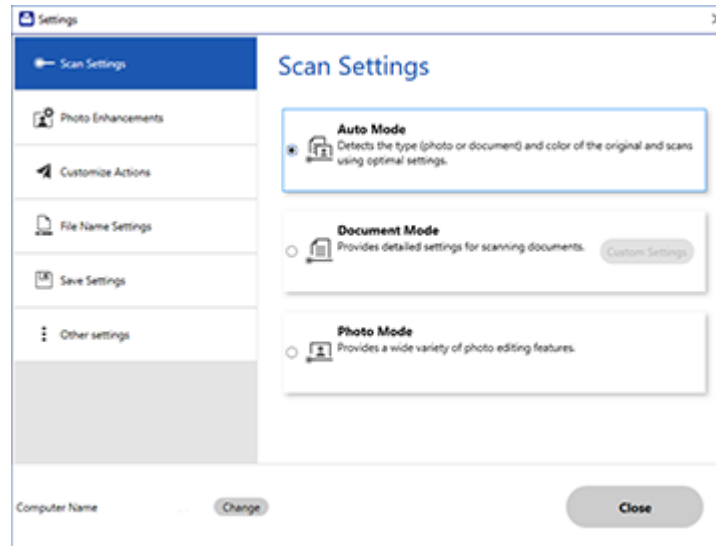 Settings
Scan Settings
Photo Enhancements
Customize Actions
File Name Settings
Save Settings
Other settings
Scan Settings
Auto Mode
Detects the type (photo or document) and color of the original and scans
using optimal settings.
Document Mode
Provides detailed settings for scanning documents.
Custom Settings
Photo Mode
Provides a wide variety of photo editing features.
Computer Name
Change
Close